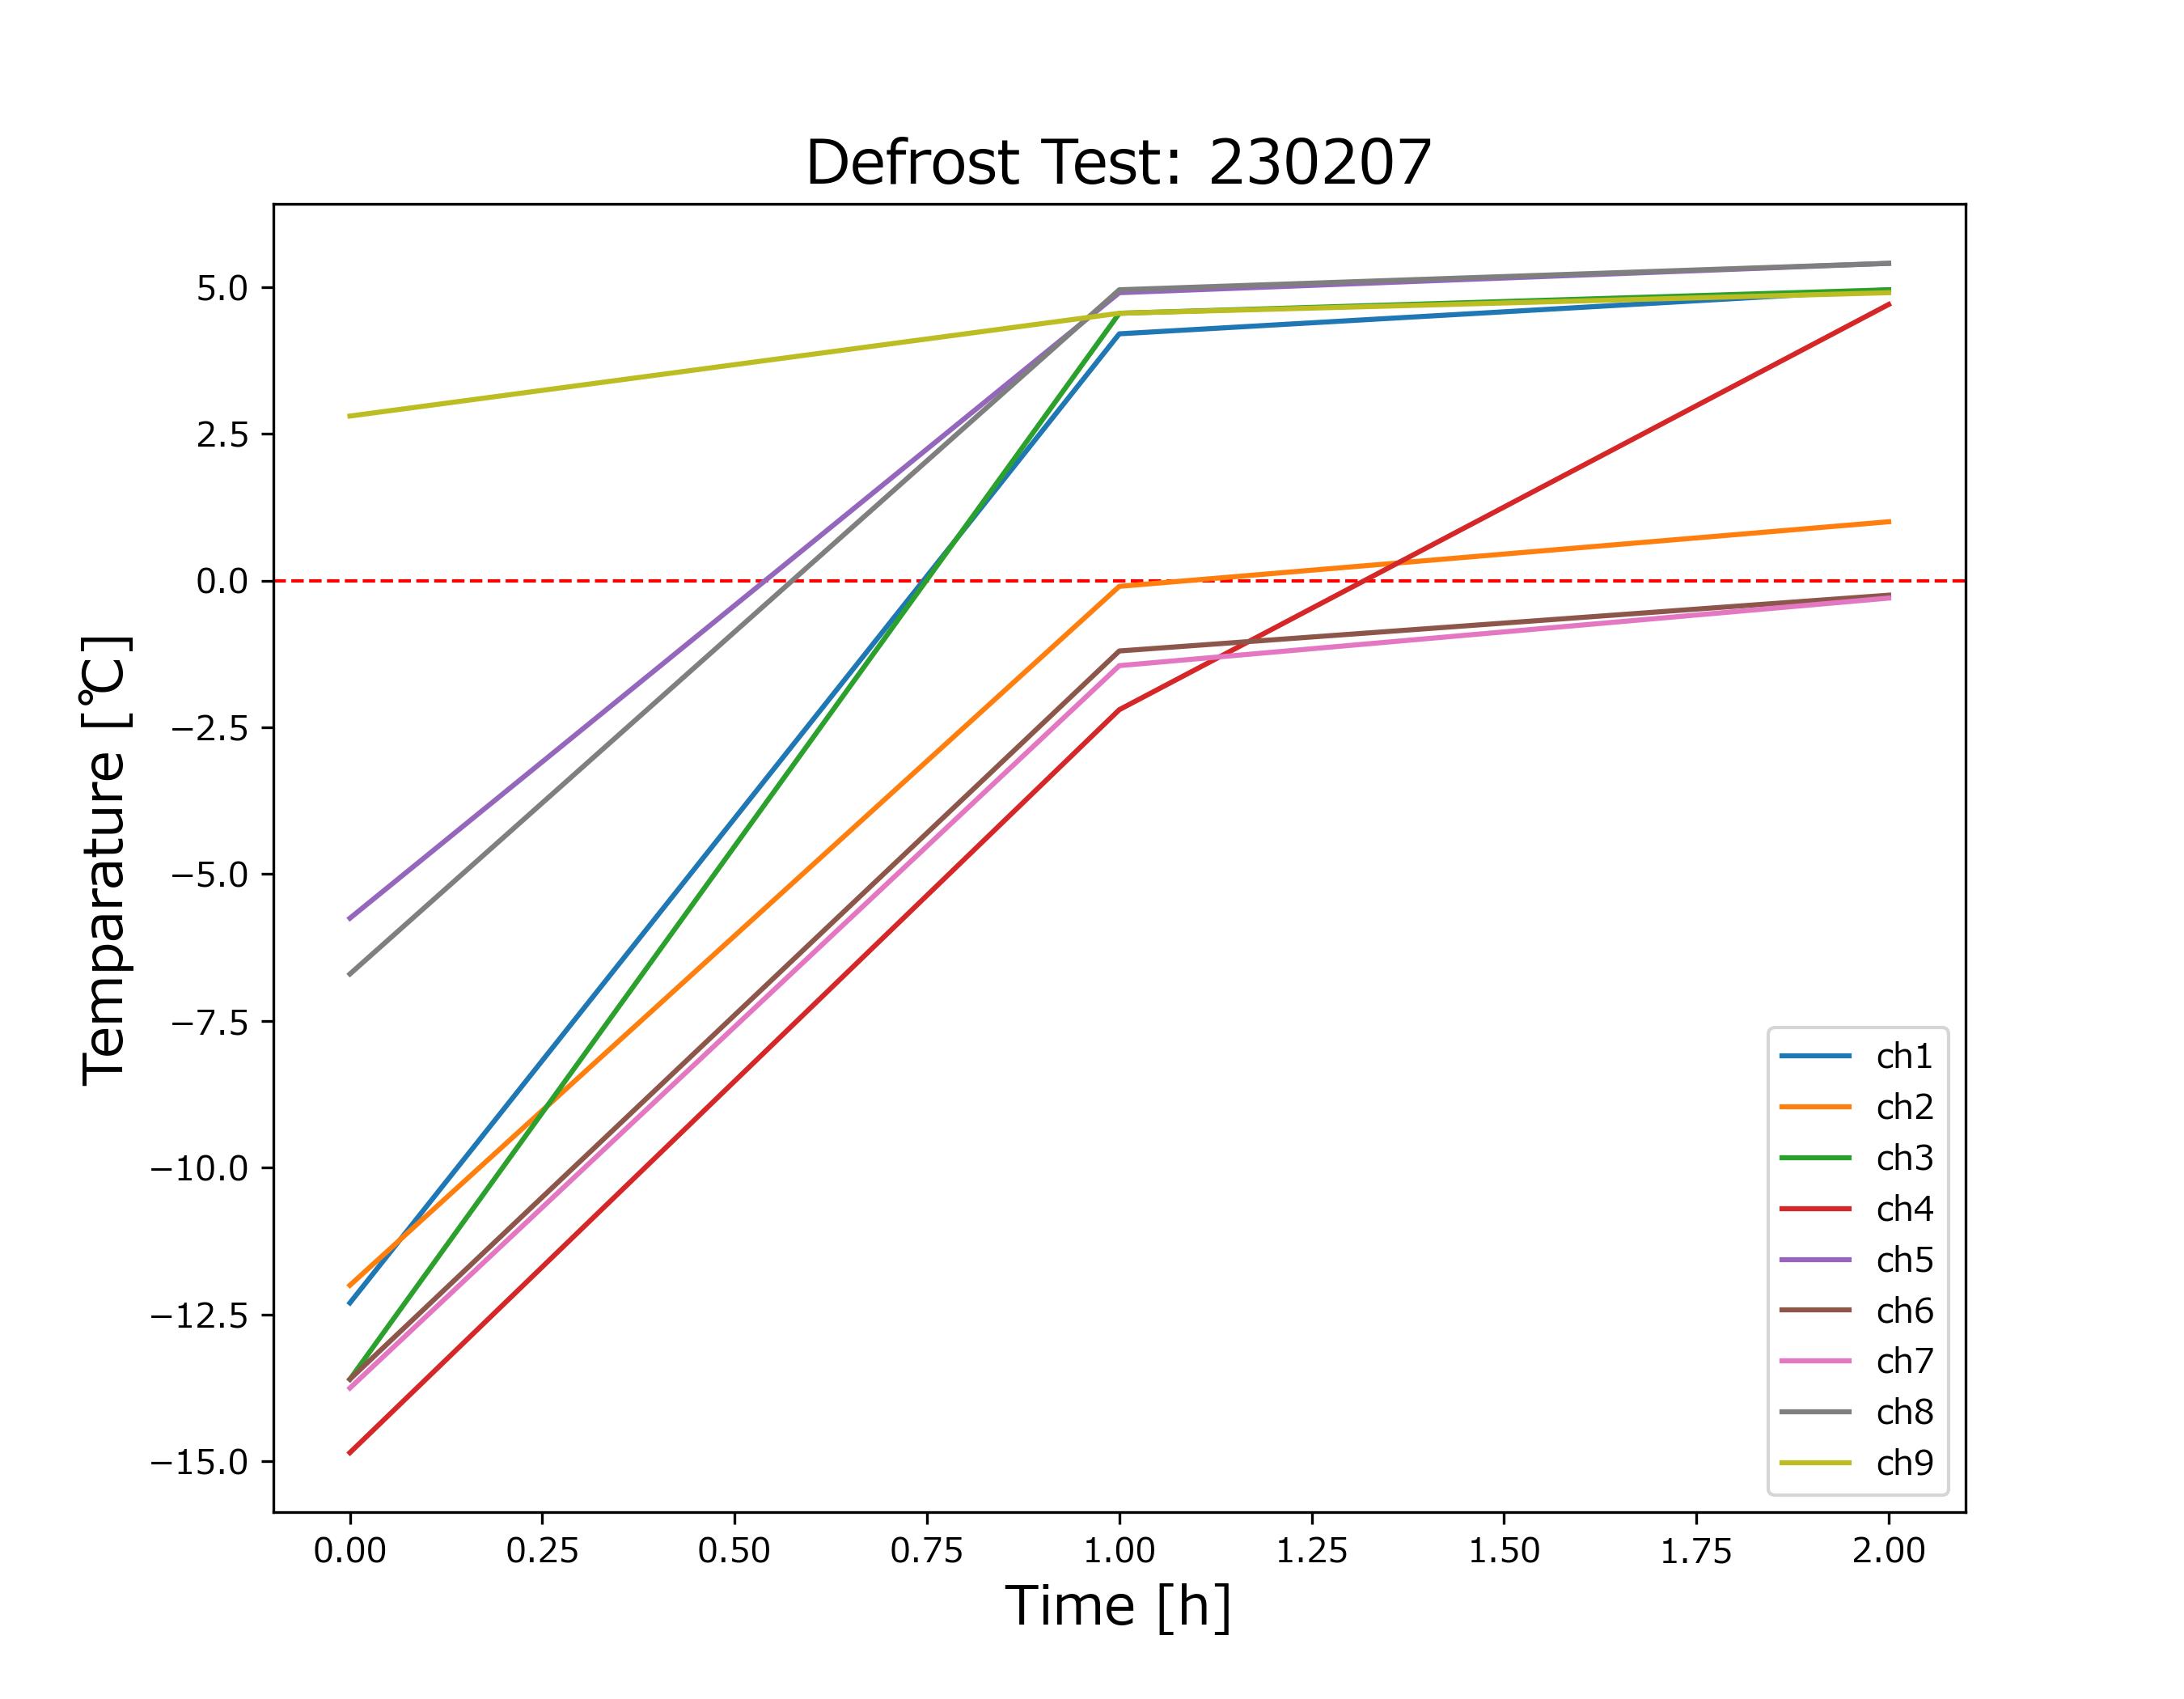 Defrost Test: 230207
Temparature [℃]
5.0
2.5
0.0
−2.5
−5.0
−7.5
−10.0
−12.5
−15.0
ch1
ch2
ch3
ch4
ch5
ch6
ch7
ch8
ch9
0.00 0.25 0.50 0.75 1.00 1.25 1.50 1.75 2.00
Time [h]